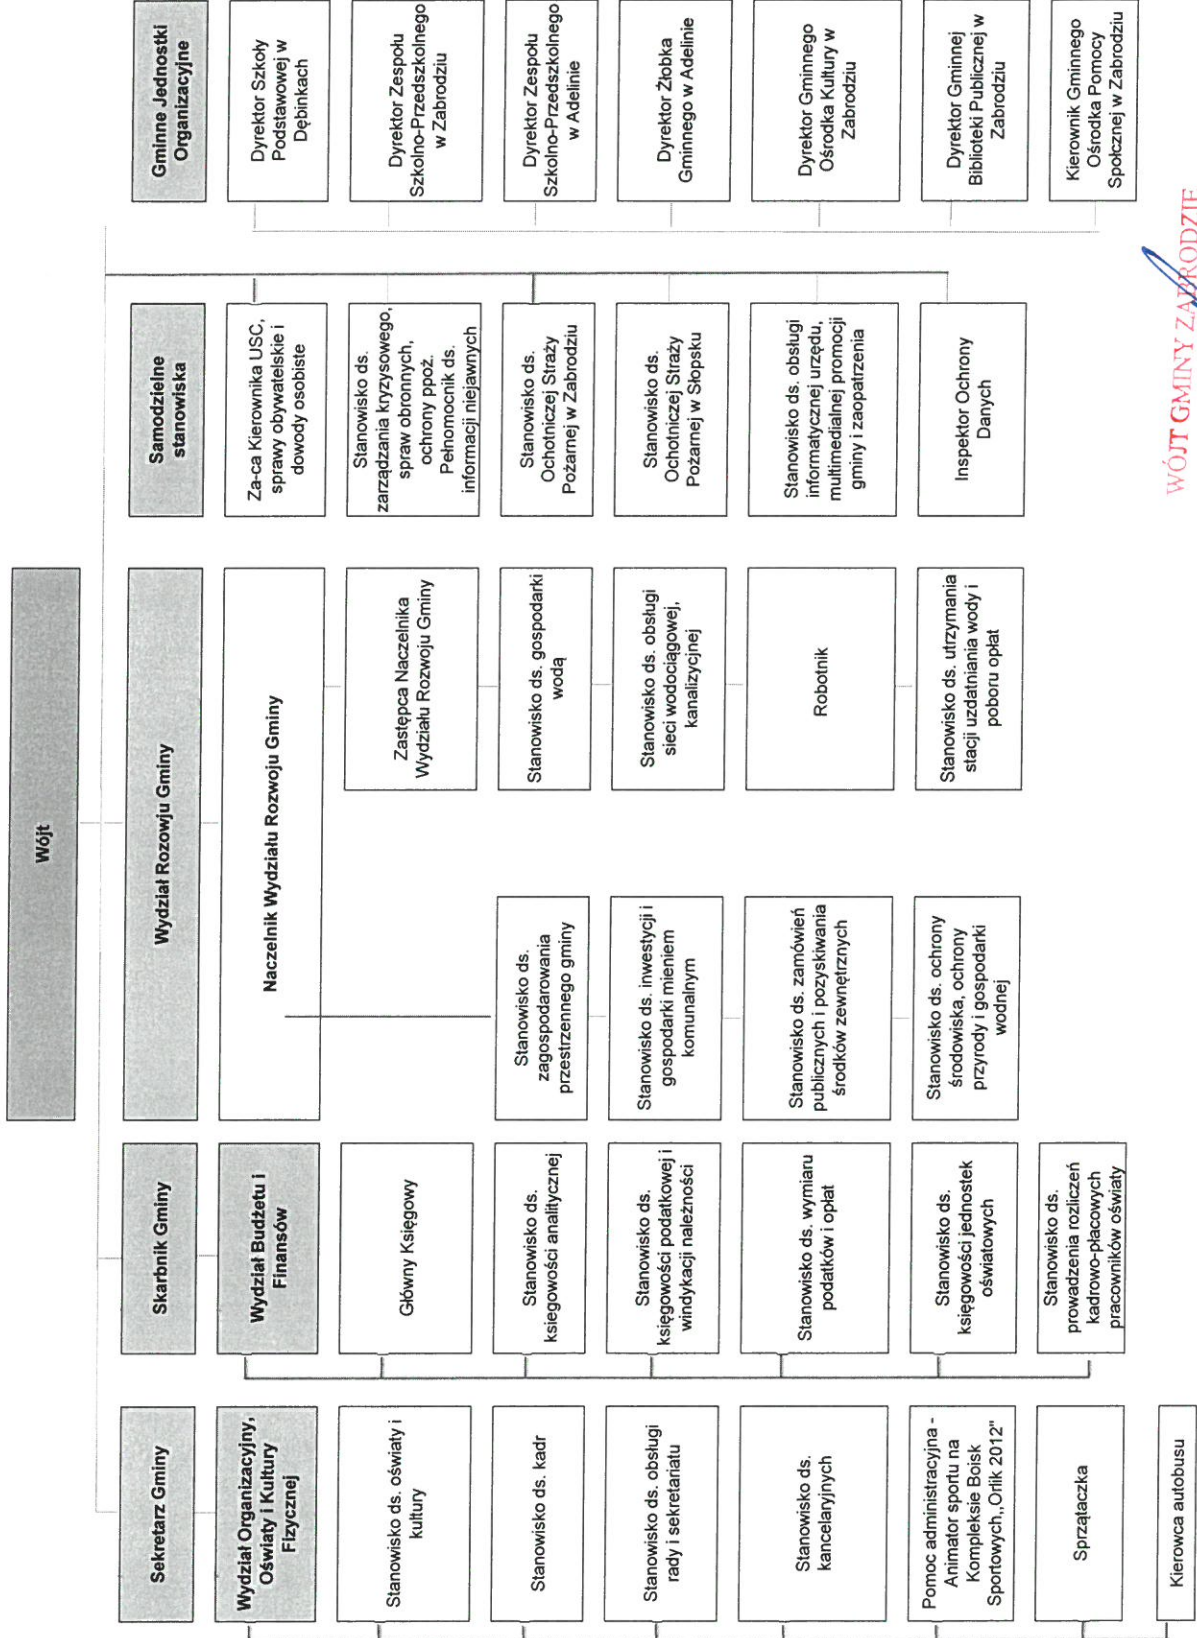 Wójt
Sekretarz Gminy
Wydział Organizacyjny,
Oświaty i Kultury
Fizycznej
Stanowisko ds. oświaty i
kultury
Stanowisko ds. kadr
Stanowisko ds. obsługi
rady i sekretariatu
Stanowisko ds.
kancelaryjnych
Pomoc administracyjna -
Animator sportu na
Kompleksie Boisk
Sportowych,,Orlik 2012"
Sprzątaczka
Kierowca autobusu
Skarbnik Gminy
Wydział Budżetu i
Finansów
Główny Księgowy
Stanowisko ds.
ksiegowości analitycznej
Stanowisko ds.
księgowości podatkowej i
windykacji należności
Stanowisko ds. wymiaru
podatków i opłat
Stanowisko ds.
księgowości jednostek
oświatowych
Stanowisko ds.
prowadzenia rozliczeń
kadrowo-płacowych
pracowników oświaty
Wydział Rozowju Gminy
Naczelnik Wydziału Rozwoju Gminy
Stanowisko ds.
zagospodarowania
przestrzennego gminy
Stanowisko ds. inwestycji i
gospodarki mieniem
komunalnym
Stanowisko ds. zamówień
publicznych i pozyskiwania
środków zewnętrznych
Stanowisko ds. ochrony
środowiska, ochrony
przyrody i gospodarki
wodnej
Zastępca Naczelnika
Wydziału Rozwoju Gminy
Stanowisko ds. gospodarki
wodą
Stanowisko ds. obsługi
sieci wodociągowej,
kanalizycjnej
Robotnik
Stanowisko ds. utrzymania
stacji uzdatniania wody i
poboru opłat
Samodzielne
stanowiska
Za-ca Kierownika USC,
sprawy obywatelskie i
dowody osobiste
Stanowisko ds.
zarządzania kryzysowego,
spraw obronnych,
ochrony ppoż.
Pełnomocnik ds.
informacji niejawnych
Stanowisko ds.
Ochotniczej Straży
Pożarnej w Zabrodziu
Stanowisko ds.
Ochotniczej Straży
Pożarnej w Słopsku
Stanowisko ds. obsługi
informatycznej urzędu,
multimedialnej promocji
gminy i zaopatrzenia
Inspektor Ochrony
Danych
Gminne Jednostki
Organizacyjne
Dyrektor Szkoły
Podstawowej w
Dębinkach
Dyrektor Zespołu
Szkolno-Przedszkolnego
w Zabrodziu
Dyrektor Zespołu
Szkolno-Przedszkolnego
w Adelinie
Dyrektor Żłobka
Gminnego w Adelinie
Dyrektor Gminnego
Ośrodka Kultury w
Zabrodziu
Dyrektor Gminnej
Biblioteki Publicznej w
Zabrodziu
Kierownik Gminnego
Ośrodka Pomocy
Społcznej w Zabrodziu
WÓJT GMINY ZABRODZIE